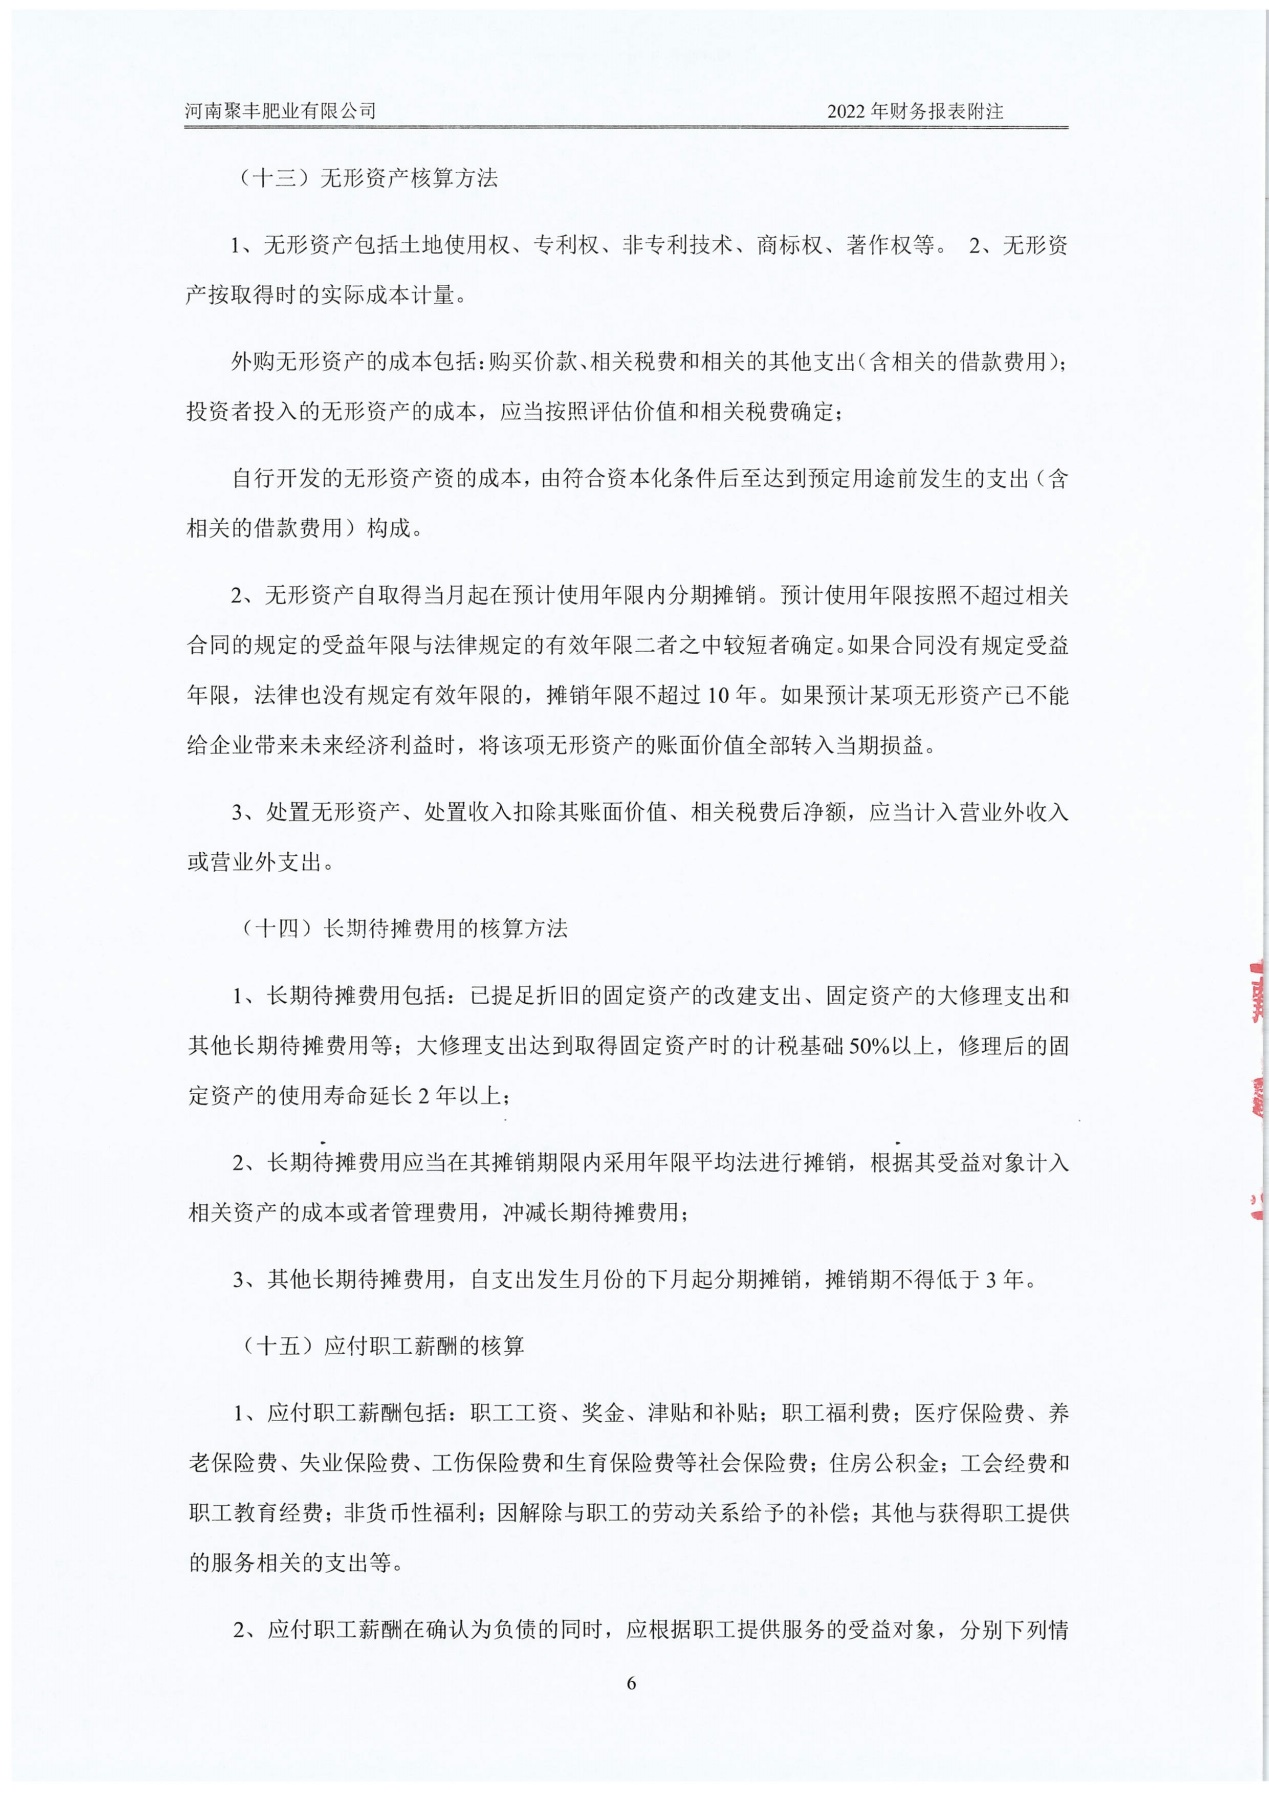 河南聚丰肥业有限公司 2022 年财务报表附注
（十三）无形资产核算方法
1、无形资产包括土地使用权、专利权、非专利技术、商标权、著作权等。 2、无形资
产按取得时的实际成本计量。
外购无形资产的成本包括：购买价款、相关税费和相关的其他支出（含相关的借款费用）；
投资者投入的无形资产的成本，应当按照评估价值和相关税费确定；
自行开发的无形资产资的成本，由符合资本化条件后至达到预定用途前发生的支出（含
相关的借款费用）构成。
2、无形资产自取得当月起在预计使用年限内分期摊销。预计使用年限按照不超过相关
合同的规定的受益年限与法律规定的有效年限二者之中较短者确定。如果合同没有规定受益
年限，法律也没有规定有效年限的，摊销年限不超过 10 年。如果预计某项无形资产已不能
给企业带来未来经济利益时，将该项无形资产的账面价值全部转入当期损益。
3、处置无形资产、处置收入扣除其账面价值、相关税费后净额，应当计入营业外收入
或营业外支出。
（十四）长期待摊费用的核算方法
1、长期待摊费用包括：已提足折旧的固定资产的改建支出、固定资产的大修理支出和
其他长期待摊费用等；大修理支出达到取得固定资产时的计税基础 50%以上，修理后的固
定资产的使用寿命延长 2 年以上；
2、长期待摊费用应当在其摊销期限内采用年限平均法进行摊销，根据其受益对象计入
相关资产的成本或者管理费用，冲减长期待摊费用；
3、其他长期待摊费用，自支出发生月份的下月起分期摊销，摊销期不得低于 3 年。
（十五）应付职工薪酬的核算
1、应付职工薪酬包括：职工工资、奖金、津贴和补贴；职工福利费；医疗保险费、养
老保险费、失业保险费、工伤保险费和生育保险费等社会保险费；住房公积金；工会经费和
职工教育经费；非货币性福利；因解除与职工的劳动关系给予的补偿；其他与获得职工提供
的服务相关的支出等。
2、应付职工薪酬在确认为负债的同时，应根据职工提供服务的受益对象，分别下列情
6